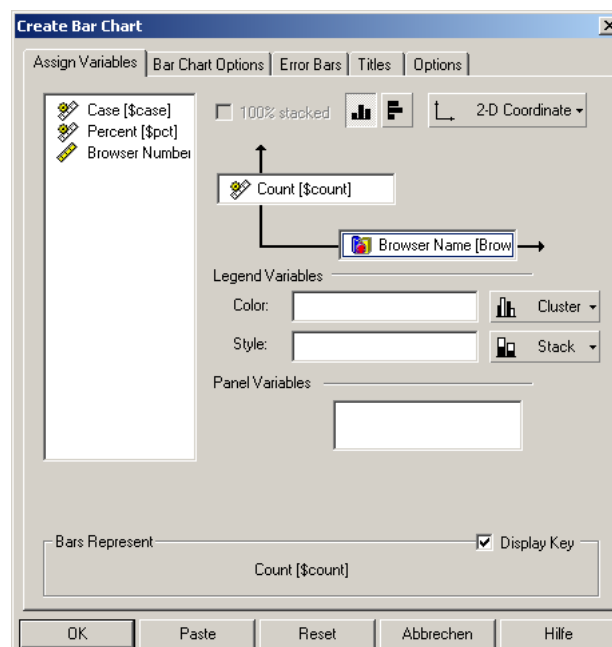 Create Bar Chart
Assign Variables
Bar Chart Options
Error Bars
Titles
Options
Case [$case]
Percent [$pct]
Browser Number
100% stacked
2-D Coordinate
Count [$count]
Browser Name [Brow
Legend Variables
Color:
Cluster
Style:
Stack
Panel Variables
Bars Represent
Display Key
Count [$count]
OK
Paste
Reset
Abbrechen
Hilfe